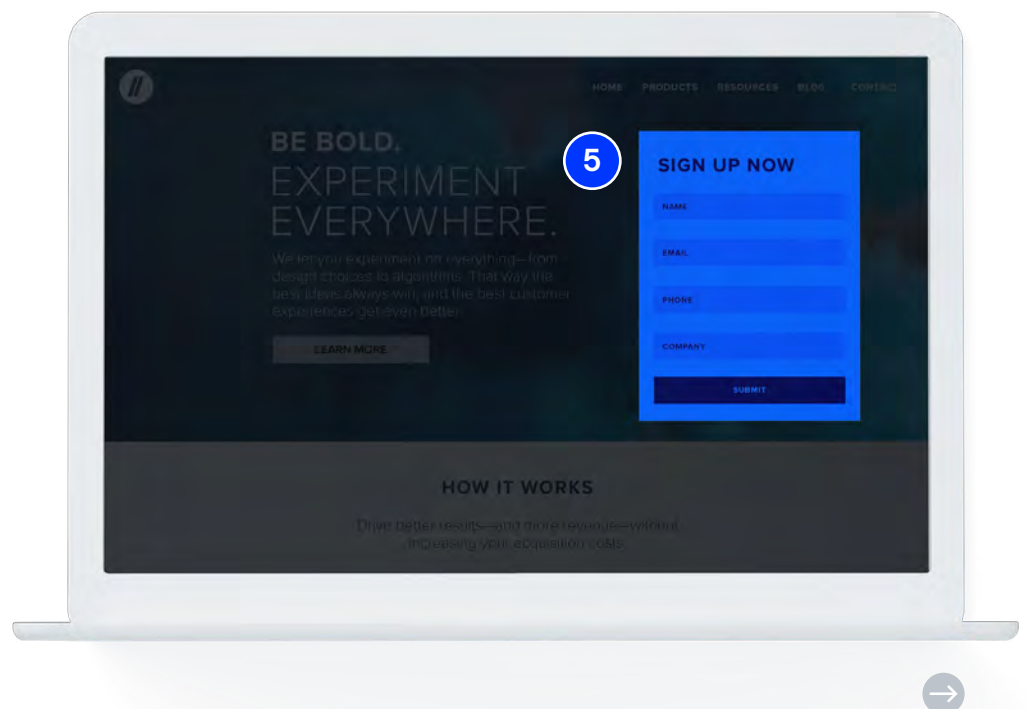 HOME PRODUCTS RESOURCES BLOG CONTACT
BE BOLD.
EXPERIMENT
EVERYWHERE.
We let you experiment on everything—from
design choices to algorithms. That way the
best ideas always win, and the best customer
experiences get even better.
LEARN MORE
5
SIGN UP NOW
NAME
EMAIL
PHONE
COMPANY
SUBMIT
HOW IT WORKS
Drive better results—and more revenue—without
increasing your acquisition costs.